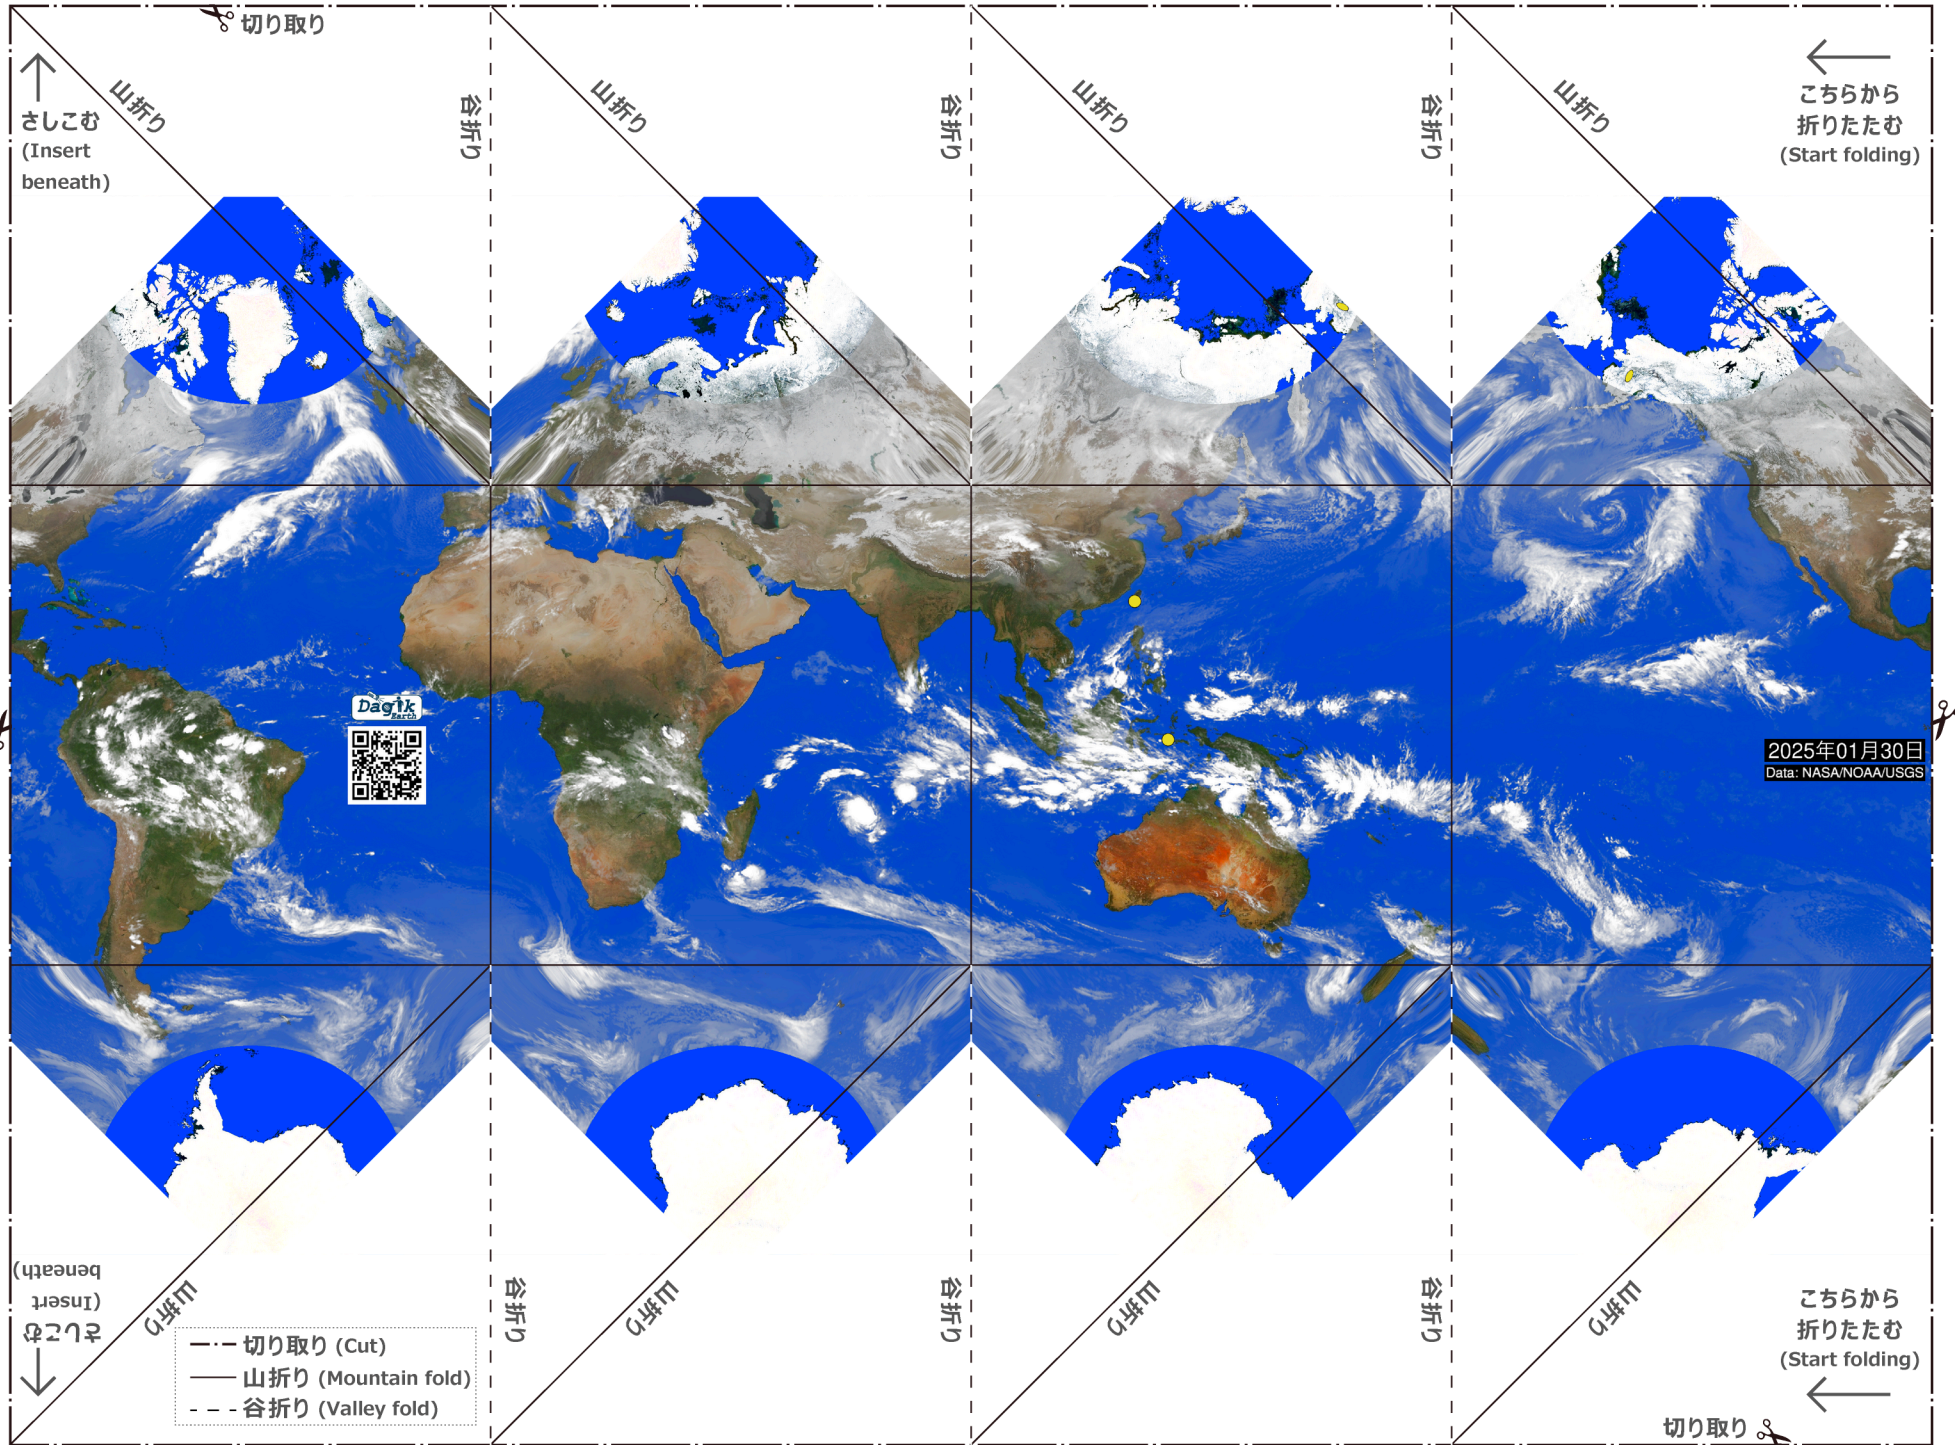 切り取り
さしこむ
(Insert
beneath)
山折り
谷折り
山折り
谷折り
山折り
谷折り
山折り
こちらから
折りたたむ
(Start folding)
Dagik
Earth
2025年01月30日
Data: NASA/NOAA/USGS
さしこむ
(Insert
beneath)
山折り
谷折り
山折り
谷折り
山折り
谷折り
山折り
こちらから
折りたたむ
(Start folding)
切り取り (Cut)
山折り (Mountain fold)
谷折り (Valley fold)
切り取り